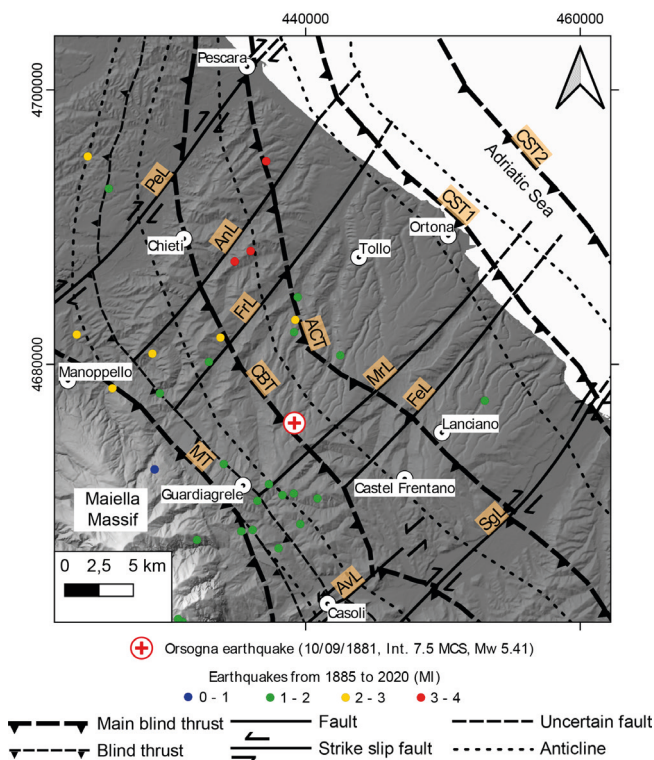 440000
460000
4700000
4680000
Pescara
PeL
CST2
Adriatic Sea
CST1
AnL
Ortona
Chieti
Tollo
FrL
ACT
Manoppello
CBT
MrL
FeL
Lanciano
MT
Guardiagrele
Castel Frentano
Maiella
Massif
SgL
0 2,5 5 km
AvL
Casoli
Orsogna earthquake (10/09/1881, Int. 7.5 MCS, Mw 5.41)
Earthquakes from 1885 to 2020 (Ml)
0 - 1 1 - 2 2 - 3 3 - 4
Main blind thrust Fault Uncertain fault
Blind thrust Strike slip fault Anticline